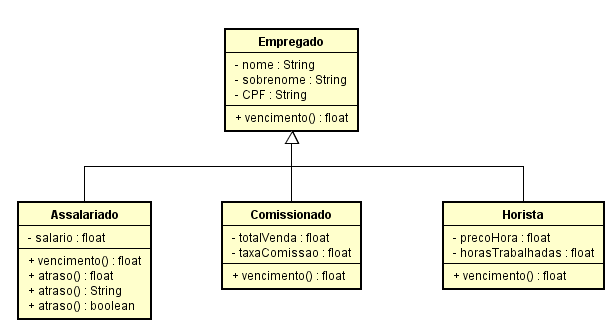 Empregado
- nome : String
- sobrenome : String
- CPF : String
+ vencimento() : float
Assalariado
- salario : float
+ vencimento() : float
+ atraso() : float
+ atraso() : String
+ atraso() : boolean
Comissionado
- totalVenda : float
- taxaComissao : float
+ vencimento() : float
Horista
- precoHora : float
- horasTrabalhadas : float
+ vencimento() : float